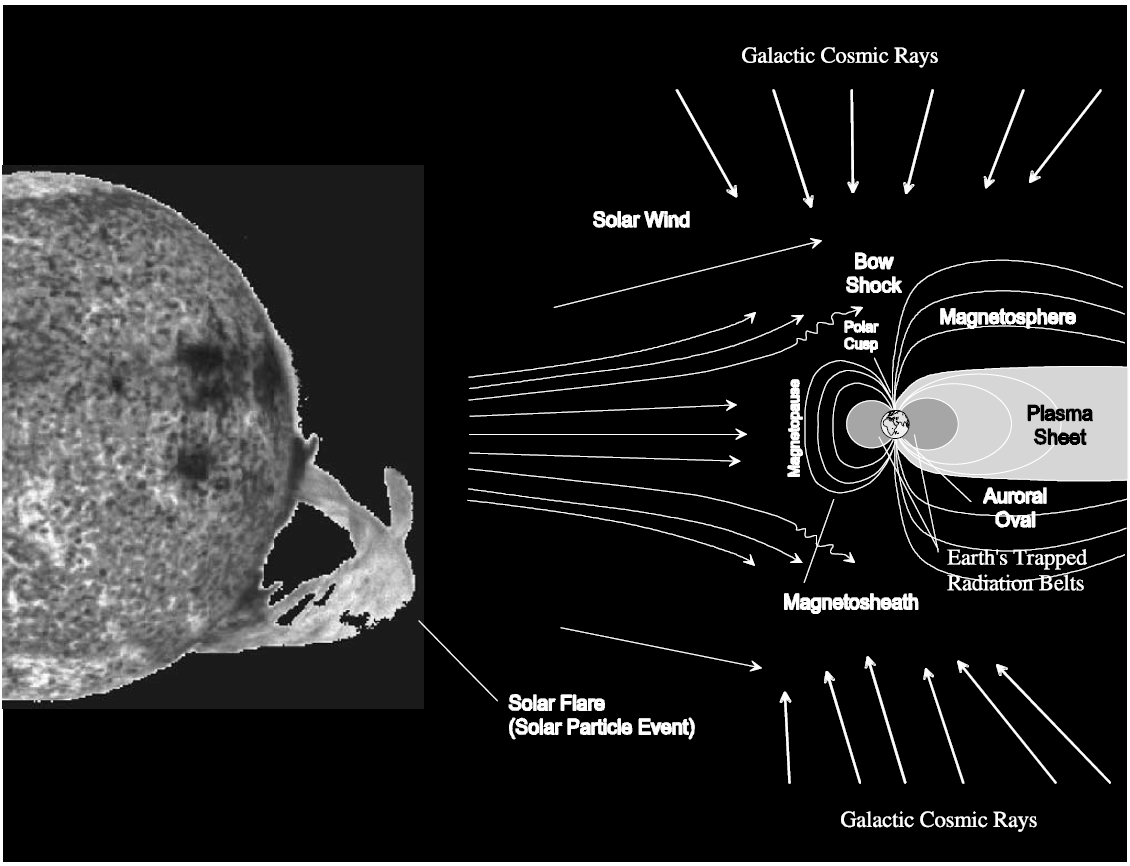 Galactic Cosmic Rays
Solar Wind
Bow
Shock
Magnetosphere
Polar
Cusp
Magnetopause
Plasma
Sheet
Auroral
Oval
Earth's Trapped
Radiation Belts
Magnetosheath
Solar Flare
(Solar Particle Event)
Galactic Cosmic Rays